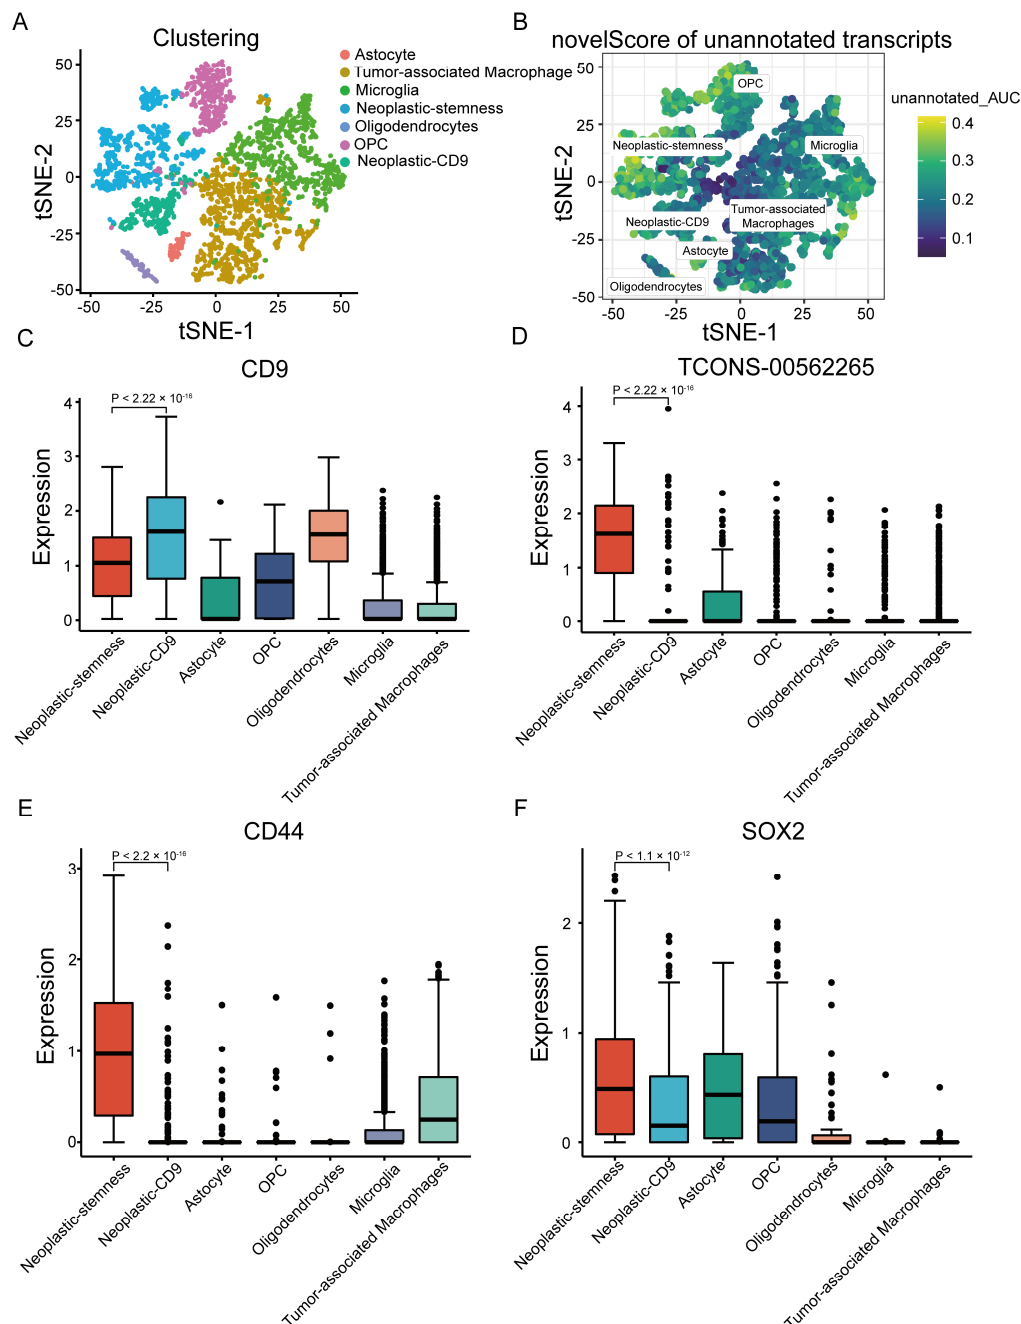 A
Clustering
50
25
0
-25
-50
-50
-25
0
25
50
tSNE-2
tSNE-1
Astocyte
Tumor-associated Macrophage
Microglia
Neoplastic-stemness
Oligodendrocytes
OPC
Neoplastic-CD9
B
novelScore of unannotated transcripts
50
25
0
-25
-50
-50
-25
0
25
50
tSNE-2
tSNE-1
OPC
Neoplastic-stemness
Microglia
Tumor-associated
Macrophages
Neoplastic-CD9
Astocyte
Oligodendrocytes
unannotated_AUC
0.4
0.3
0.2
0.1
C
CD9
P < 2.22 × 10-16
4
3
2
1
0
Expression
Neoplastic-stemness
Neoplastic-CD9
Astocyte
OPC
Oligodendrocytes
Microglia
Tumor-associated Macrophages
D
TCONS-00562265
P < 2.22 × 10-16
4
3
2
1
0
Expression
Neoplastic-stemness
Neoplastic-CD9
Astocyte
OPC
Oligodendrocytes
Microglia
Tumor-associated Macrophages
E
CD44
P < 2.2 × 10-16
3
2
1
0
Expression
Neoplastic-stemness
Neoplastic-CD9
Astocyte
OPC
Oligodendrocytes
Microglia
Tumor-associated Macrophages
F
SOX2
P < 1.1 × 10-12
2
1
0
Expression
Neoplastic-stemness
Neoplastic-CD9
Astocyte
OPC
Oligodendrocytes
Microglia
Tumor-associated Macrophages